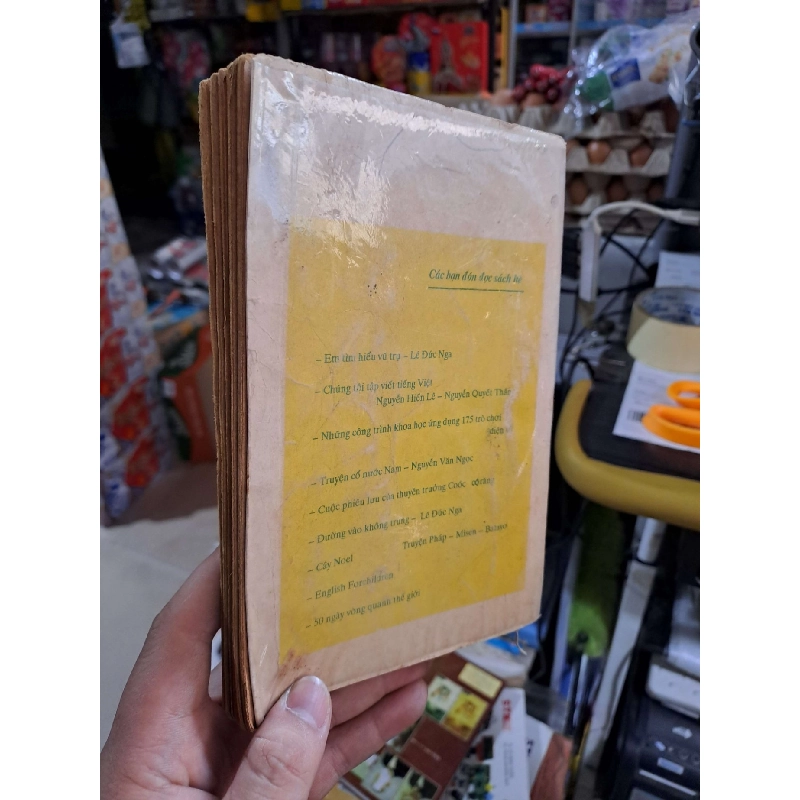 Các bạn đón đọc sách hè
– Em tìm hiểu vũ trụ – Lê Đức Nga
– Chúng tôi tập viết tiếng Việt
Nguyễn Hiến Lê – Nguyễn Quyết Thắng
– Những công trình khoa học ứng dụng 175 trò chơi
– Truyện cổ nước Nam – Nguyễn Văn Ngọc
– Cuộc phiêu lưu của thuyền trưởng Cuốc
– Đường vào không trung – Lê Đức Nga
Truyện Pháp –
– Cây Noel
– English Forchildren
– 80 ngày vòng quanh thế giới